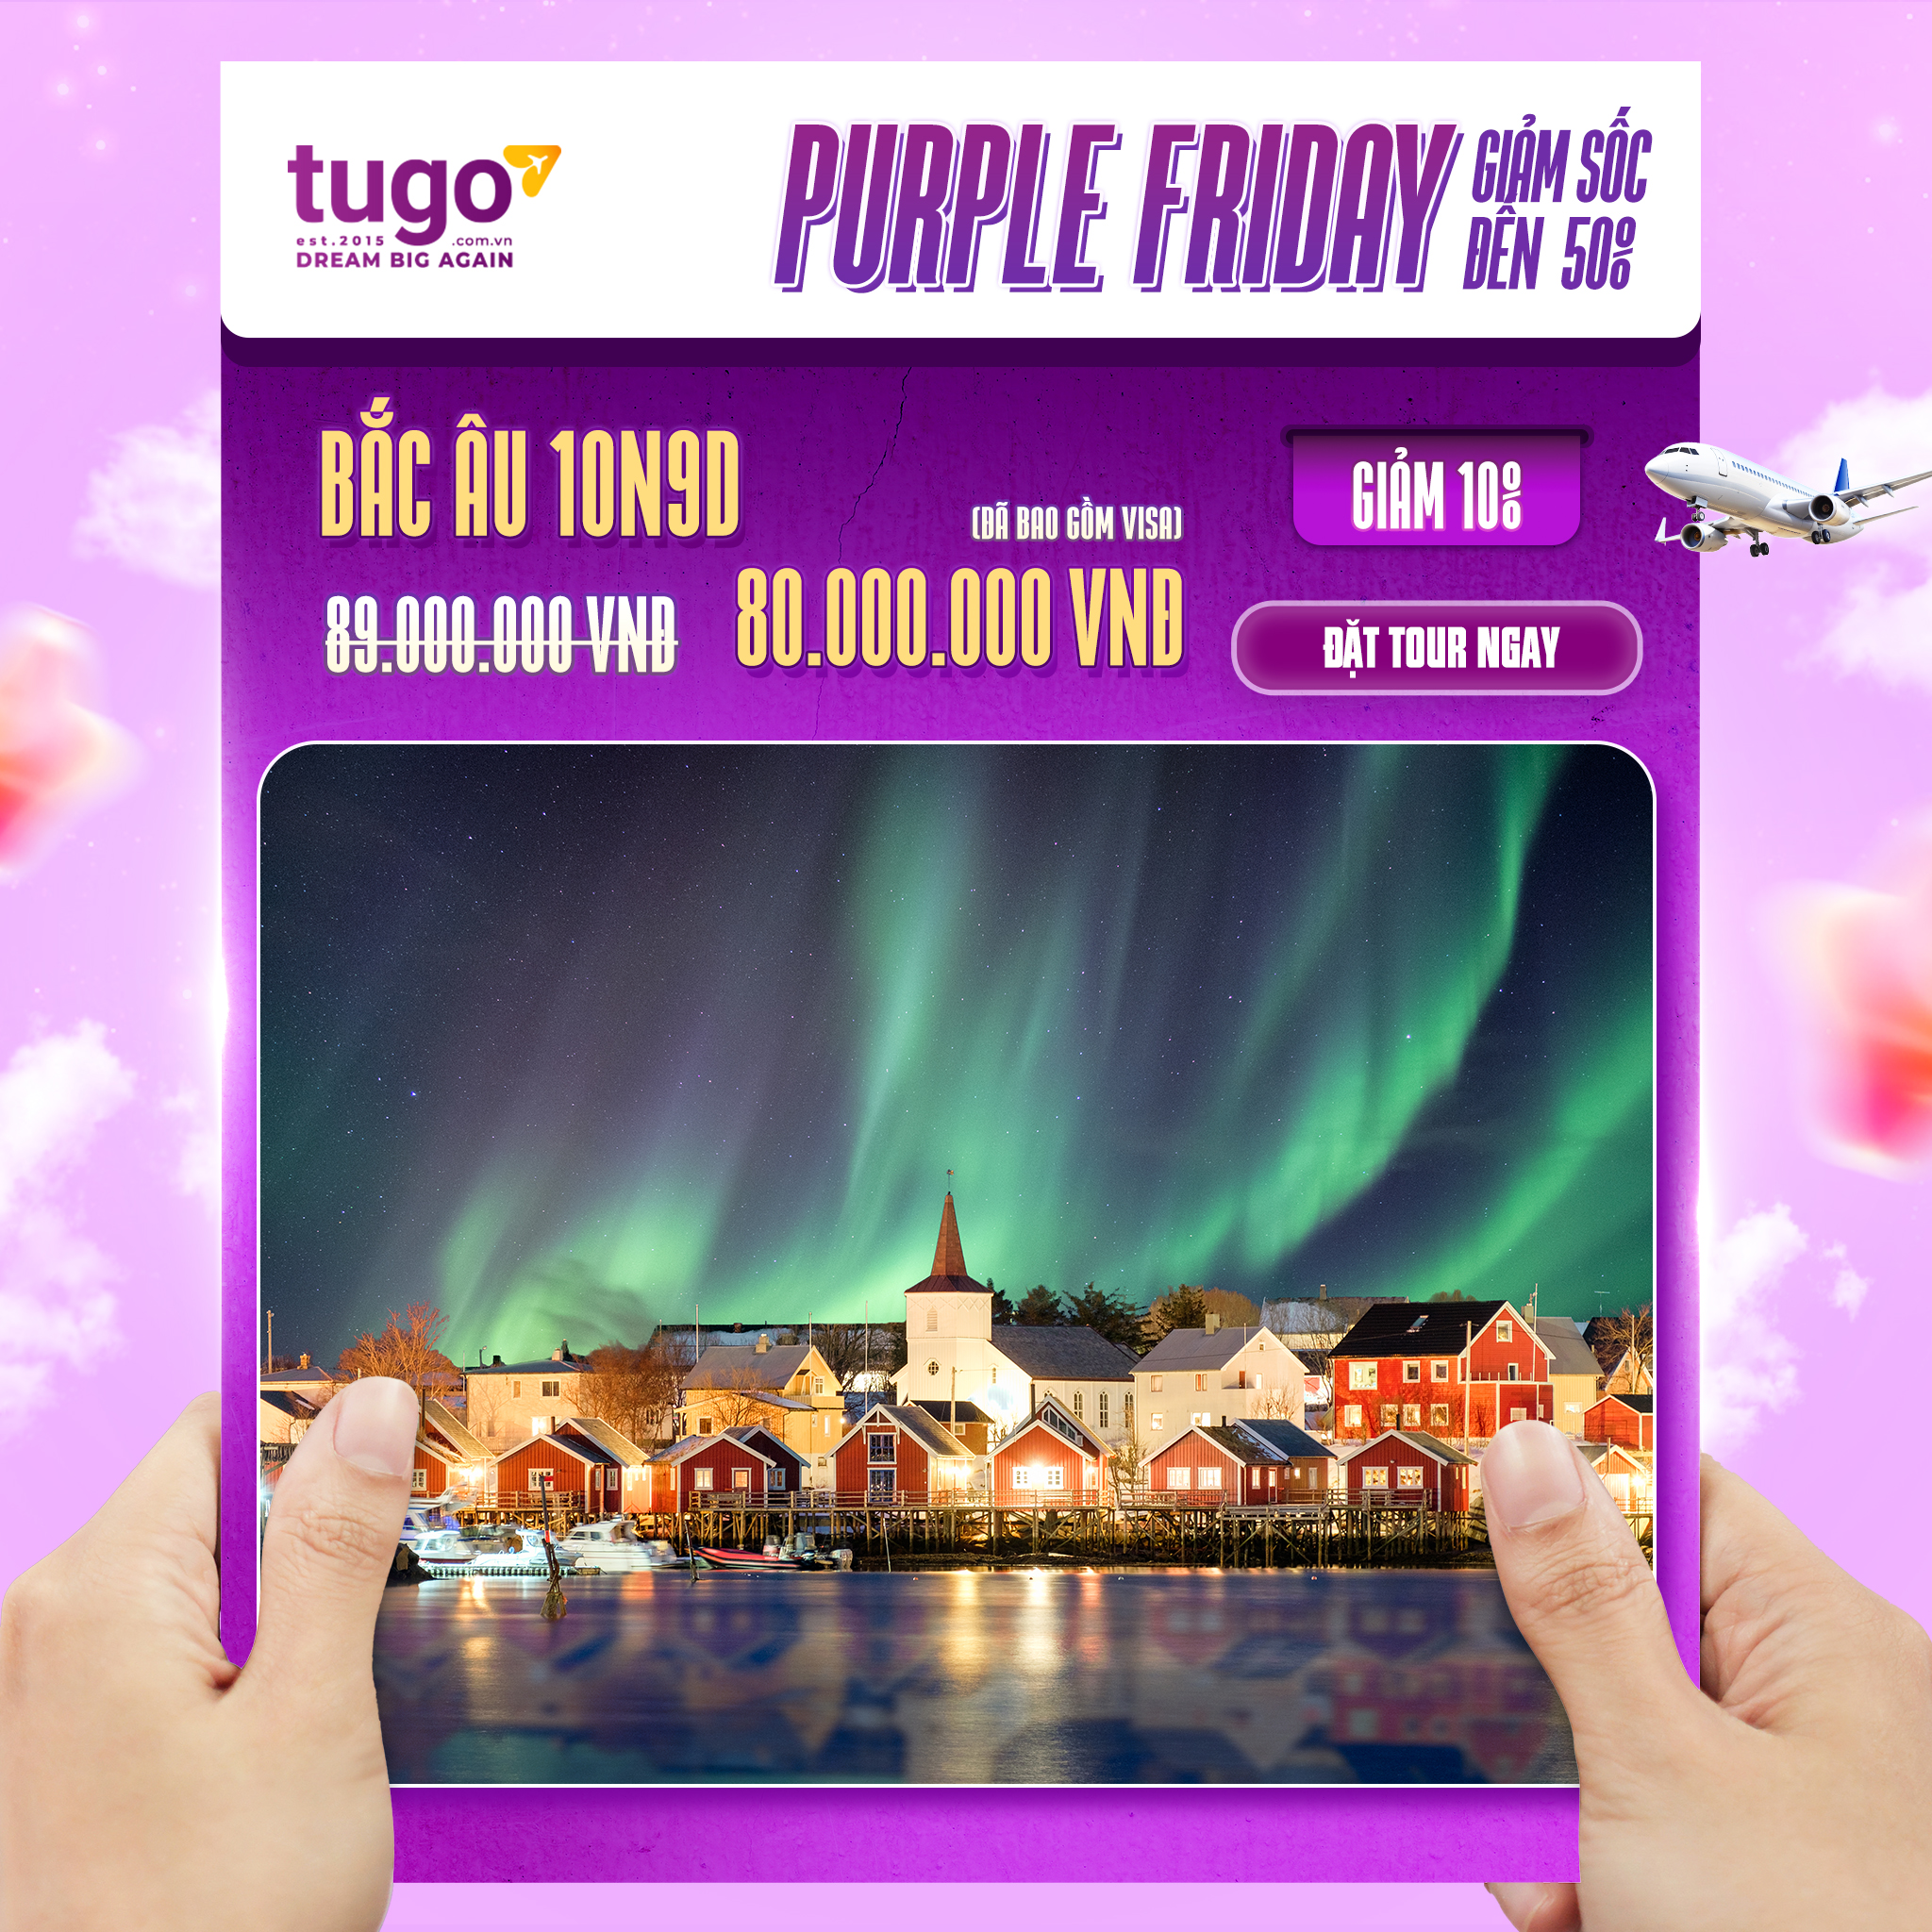 tugo
est.2015 .com.vn
DREAM BIG AGAIN
PURPLE FRIDAY
GIẢM SỐC
ĐẾN 50%
BẮC ÂU 10N9D
(ĐÃ BAO GỒM VISA)
GIẢM 10%
89.000.000 VNĐ
80.000.000 VNĐ
ĐẶT TOUR NGAY